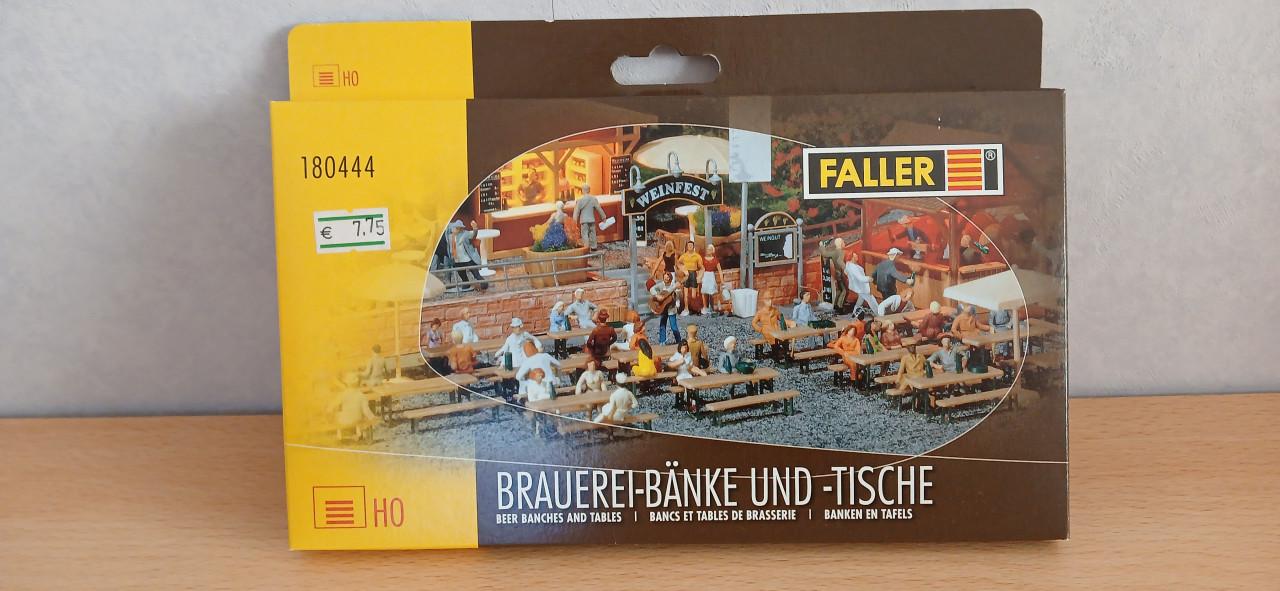 HO
180444
€ 7,75
FALLER
®
WEINFEST
WEINGUT
HO
BRAUEREI-BÄNKE UND -TISCHE
BEER BANCHES AND TABLES | BANCS ET TABLES DE BRASSERIE | BANKEN EN TAFELS